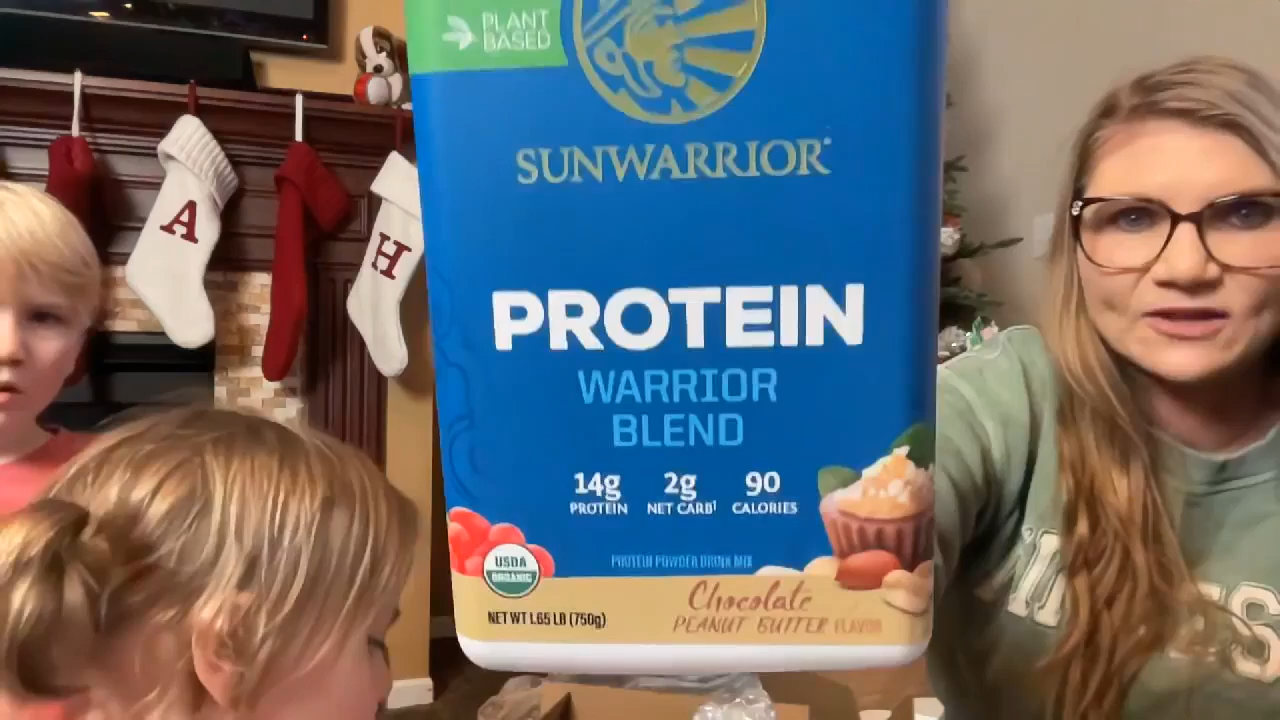 PLANT
BASED
SUNWARRIOR
A
H
PROTEIN
WARRIOR
BLEND
14g 2g 90
PROTEIN NET CARB¹ CALORIES
USDA
ORGANIC
PROTEIN POWDER DRINK MIX
NET WT 1.65 LB (750g)
Chocolate
PEANUT BUTTER FLAVOR